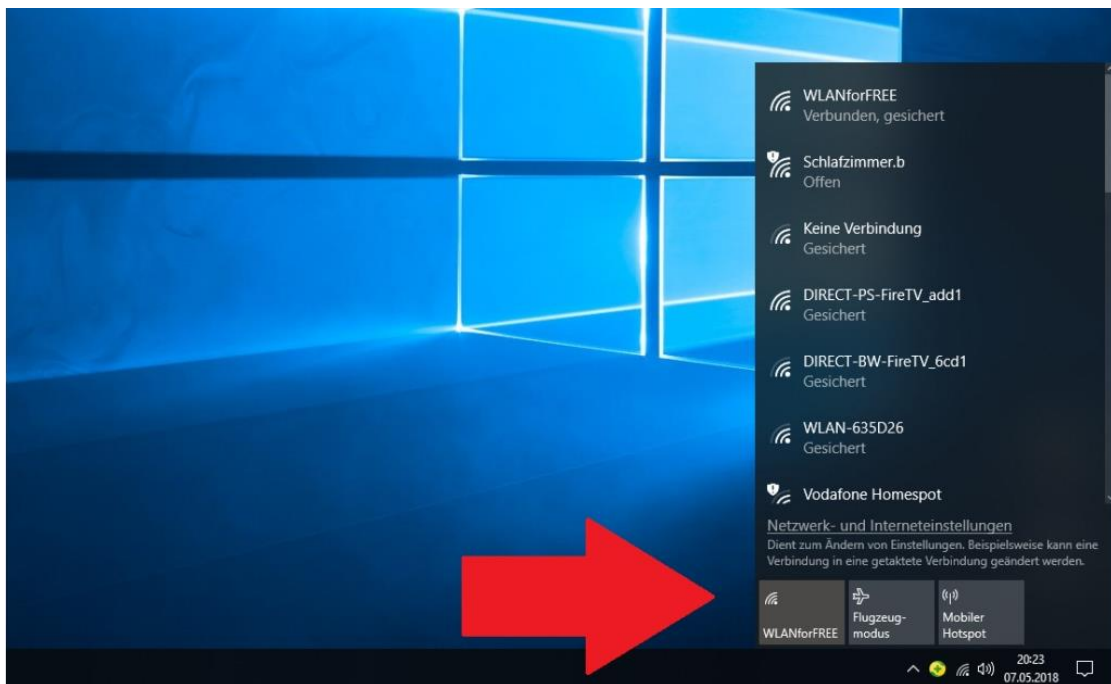 WLANforFREE
Verbunden, gesichert
Schlafzimmer.b
Offen
Keine Verbindung
Gesichert
DIRECT-PS-FireTV_add1
Gesichert
DIRECT-BW-FireTV_6cd1
Gesichert
WLAN-635D26
Gesichert
Vodafone Homespot
Netzwerk- und Interneteinstellungen
Dient zum Ändern von Einstellungen. Beispielsweise kann eine
Verbindung in eine getaktete Verbindung geändert werden.
WLANforFREE
Flugzeug-
modus
Mobiler
Hotspot
20:23
07.05.2018